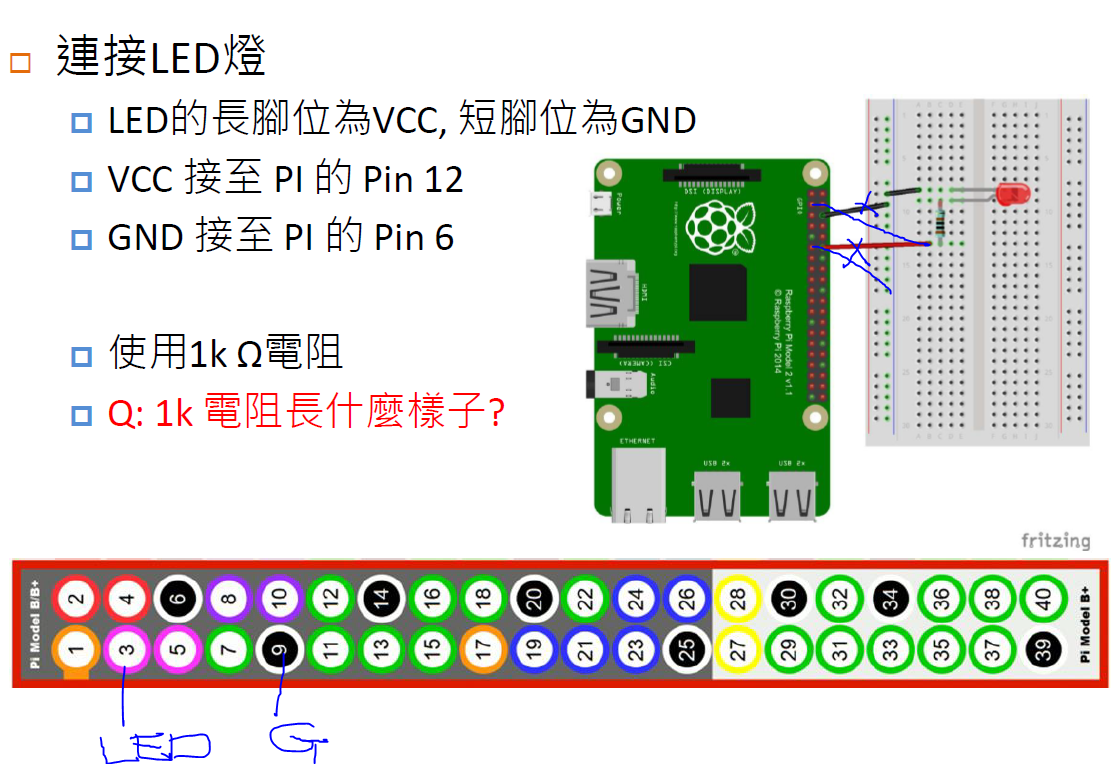 連接LED燈
LED的長腳位為VCC, 短腳位為GND
VCC 接至 PI 的 Pin 12
GND 接至 PI 的 Pin 6
使用1k Ω電阻
Q: 1k 電阻長什麼樣子?
DSI (DISPLAY)
Power
GPIO
HDMI
Raspberry Pi Model 2 v1.1
© Raspberry Pi 2014
CSI (CAMERA)
Audio
ETHERNET
USB 2x
USB 2x
fritzing
Pi Model B/B+
2 4 6 8 10 12 14 16 18 20 22 24 26 28 30 32 34 36 38 40
1 3 5 7 9 11 13 15 17 19 21 23 25 27 29 31 33 35 37 39
Pi Model B+
LED
G